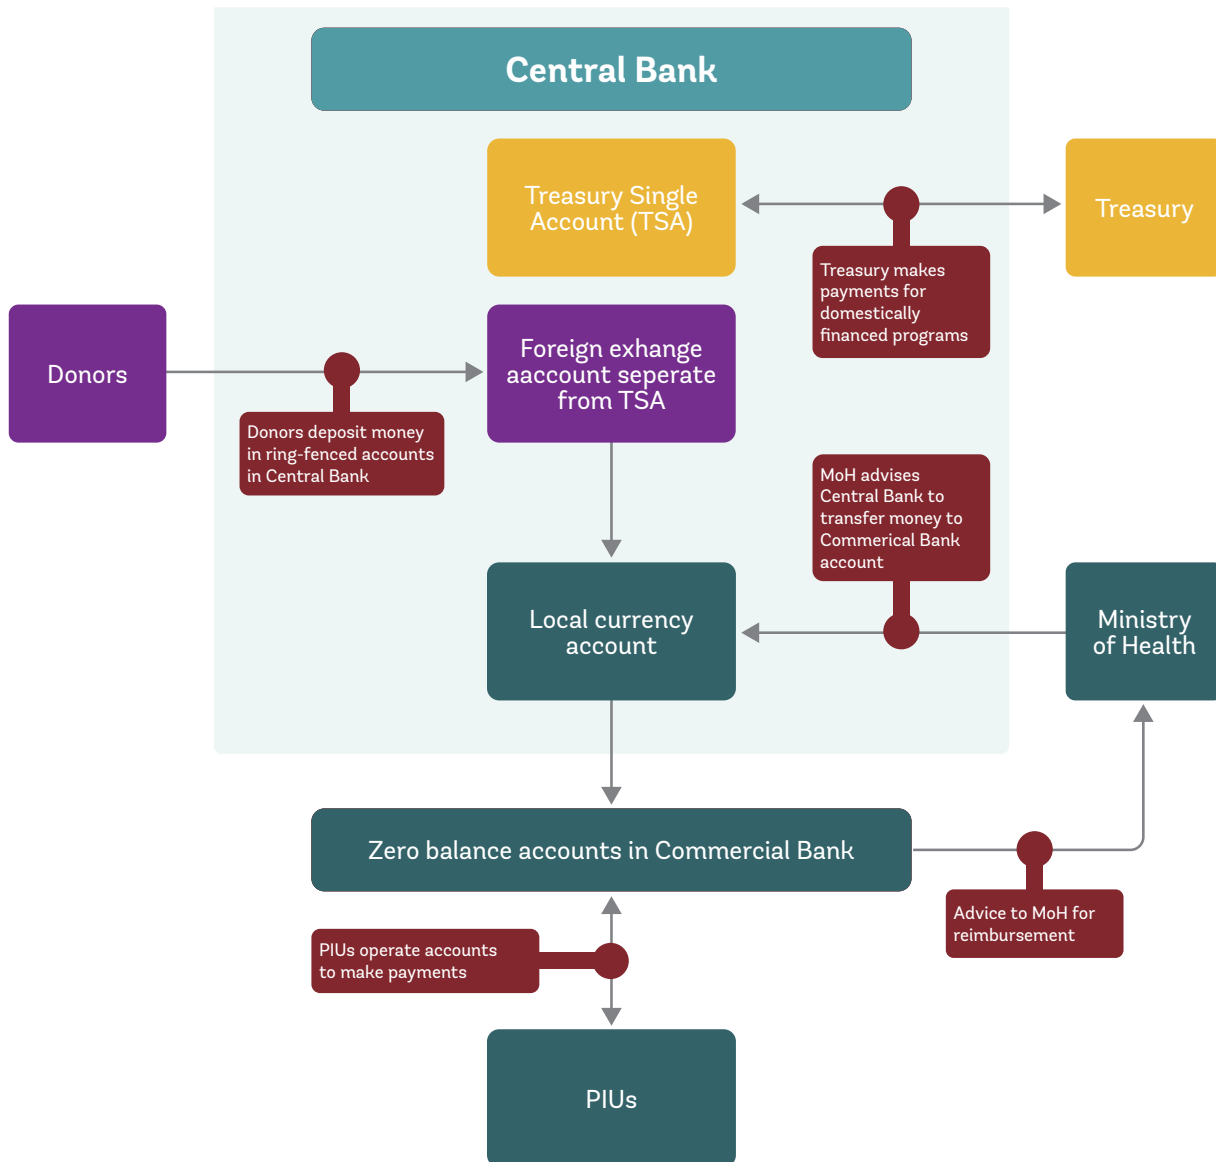 Central Bank
Treasury Single
Account (TSA)
Treasury
Treasury makes
payments for
domestically
financed programs
Donors
Foreign exhange
aaccount seperate
from TSA
Donors deposit money
in ring-fenced accounts
in Central Bank
MoH advises
Central Bank to
transfer money to
Commerical Bank
account
Local currency
account
Ministry
of Health
Zero balance accounts in Commercial Bank
Advice to MoH for
reimbursement
PIUs operate accounts
to make payments
PIUs